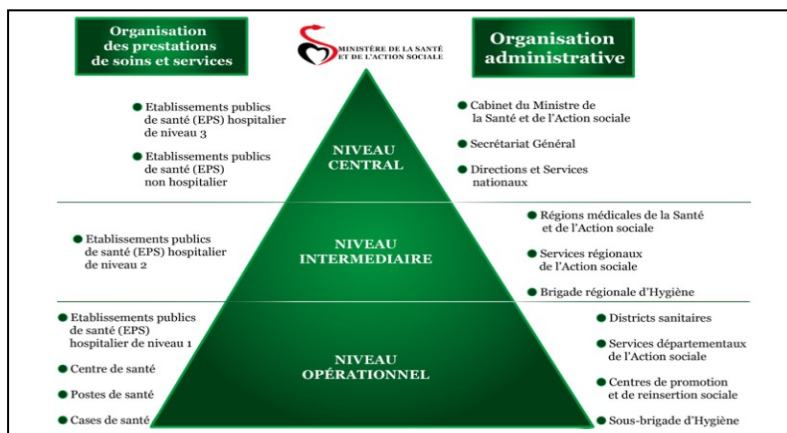 Organisation
des prestations
de soins et services
MINISTÈRE DE LA SANTÉ
ET DE L'ACTION SOCIALE
Organisation
administrative
Etablissements publics
de santé (EPS) hospitalier
de niveau 3
Etablissements publics
de santé (EPS)
non hospitalier
NIVEAU
CENTRAL
Cabinet du Ministre de
la Santé et de l'Action sociale
Secrétariat Général
Directions et Services
nationaux
Etablissements publics
de santé (EPS) hospitalier
de niveau 2
NIVEAU
INTERMEDIAIRE
Régions médicales de la Santé
et de l'Action sociale
Services régionaux
de l'Action sociale
Brigade régionale d'Hygiène
Etablissements publics
de santé (EPS)
hospitalier de niveau 1
Centre de santé
Postes de santé
Cases de santé
NIVEAU
OPÉRATIONNEL
Districts sanitaires
Services départementaux
de l'Action sociale
Centres de promotion
et de reinsertion sociale
Sous-brigade d'Hygiène